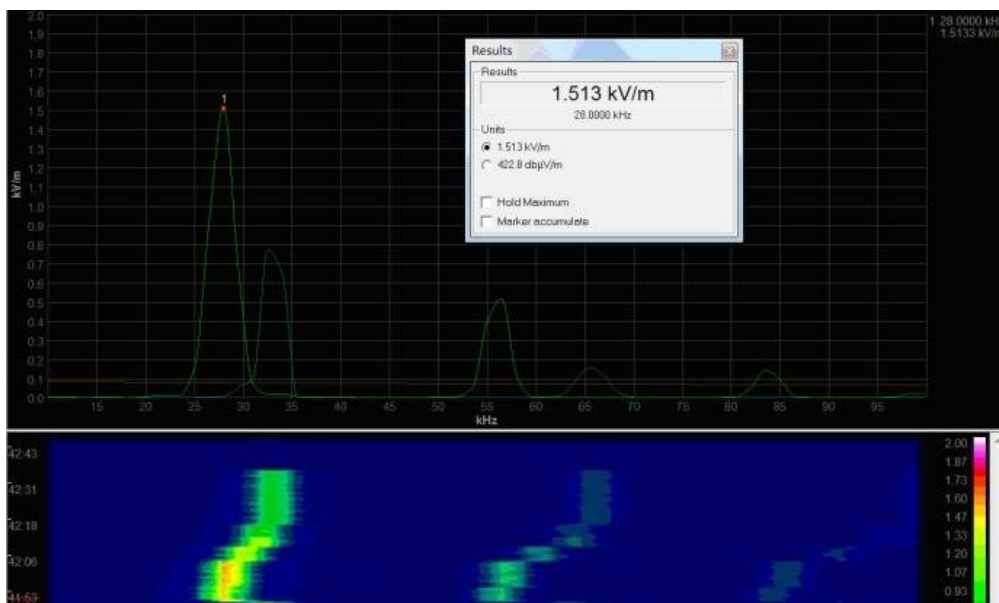 2.0
1.9
1.8
1.7
1.6
1.5
1.4
1.3
1.2
1.1
1.0
0.9
0.8
0.7
0.6
0.5
0.4
0.3
0.2
0.1
0.0
kV/m
1 28.0000 kH
1.5133 kV/m
1
Results
Results
1.513 kV/m
28.0000 kHz
Units
1.513 kV/m
422.8 dbµV/m
Hold Maximum
Marker accumulate
15 20 25 30 35 40 45 50 55 60 65 70 75 80 85 90 95
kHz
42:43
42:31
42:18
42:06
41:53
2.00
1.87
1.73
1.60
1.47
1.33
1.20
1.07
0.93